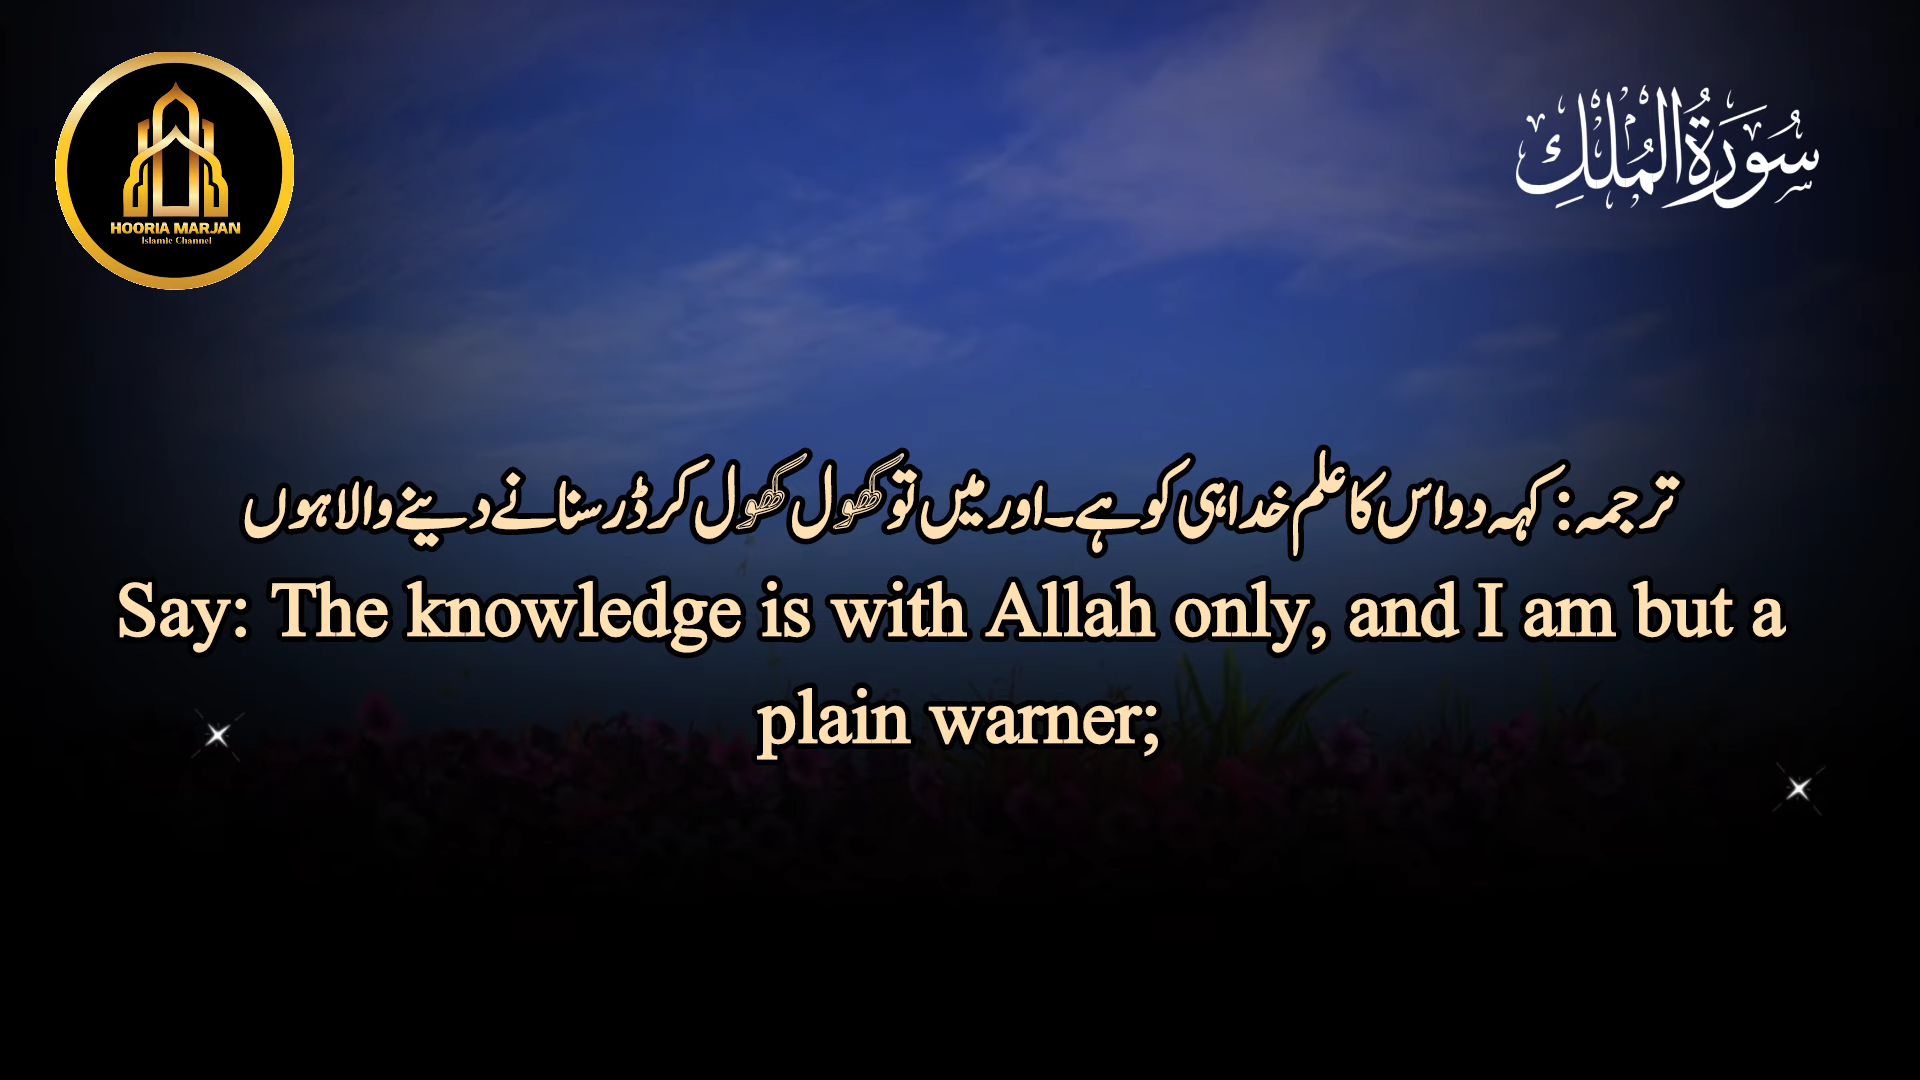 HOORIA MARJAN
Islamic Channel
سُورَةُ الْمُلْكِ
ترجمہ: کہہ دو اس کا علم خدا ہی کو ہے۔ اور میں تو کھول کھول کر ڈر سنانے دینے والا ہوں
Say: The knowledge is with Allah only, and I am but a
plain warner;